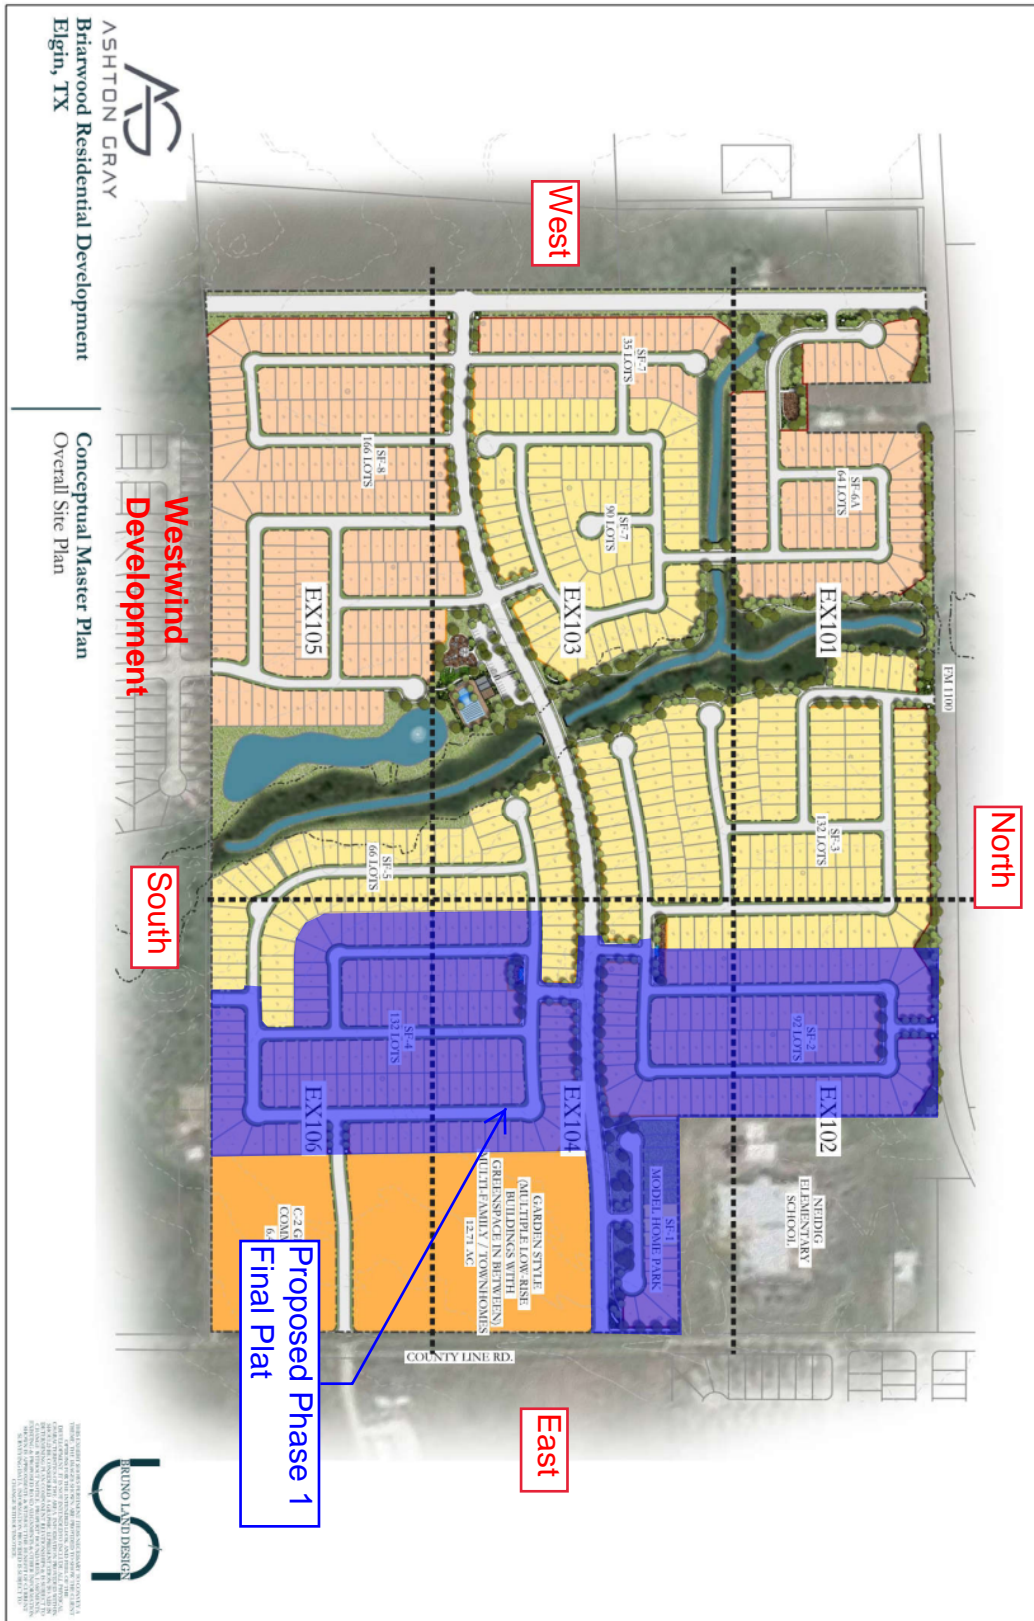 ASHTON GRAY
Briarwood Residential Development
Elgin, TX
Conceptual Master Plan
Overall Site Plan
West
North
South
East
Westwind
Development
FM 1100
COUNTY LINE RD.
SF-6A
64 LOTS
EX101
SF-7
35 LOTS
SF-7
90 LOTS
EX103
SF-8
166 LOTS
EX105
SF-3
132 LOTS
SF-5
66 LOTS
SF-2
92 LOTS
EX102
SF-4
132 LOTS
EX104
EX106
SF-1
MODEL HOME PARK
NEIDIG
ELEMENTARY
SCHOOL
GARDEN STYLE
(MULTIPLE LOW-RISE
BUILDINGS WITH
GREENSPACE IN BETWEEN)
MULTI-FAMILY / TOWNHOMES
12.71 AC
C-2 G
COMM
Proposed Phase 1
Final Plat
BRUNO LAND DESIGN